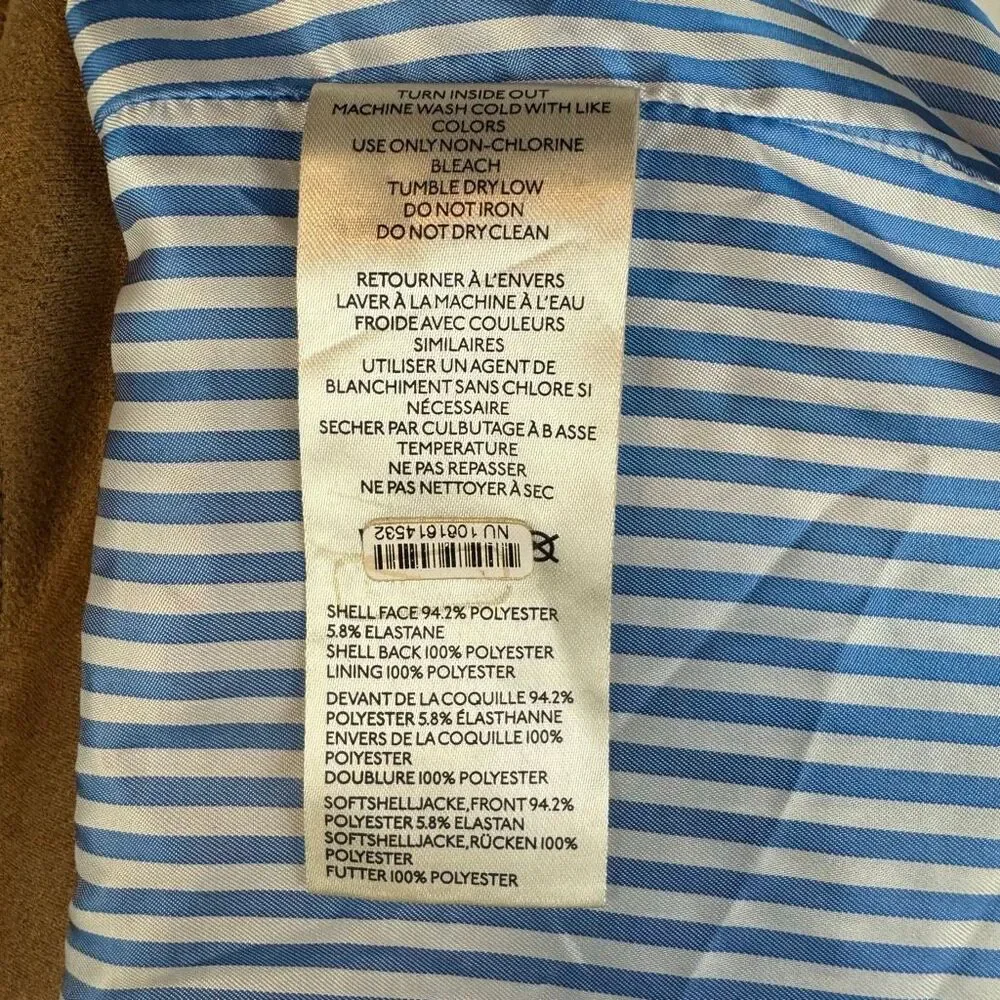 TURN INSIDE OUT
MACHINE WASH COLD WITH LIKE
COLORS
USE ONLY NON-CHLORINE
BLEACH
TUMBLE DRY LOW
DO NOT IRON
DO NOT DRY CLEAN
RETOURNER À L'ENVERS
LAVER À LA MACHINE À L'EAU
FROIDE AVEC COULEURS
SIMILAIRES
UTILISER UN AGENT DE
BLANCHIMENT SANS CHLORE SI
NÉCESSAIRE
SECHER PAR CULBUTAGE À BASSE
TEMPERATURE
NE PAS REPASSER
NE PAS NETTOYER À SEC
NU 1081614532
SHELL FACE 94.2% POLYESTER
5.8% ELASTANE
SHELL BACK 100% POLYESTER
LINING 100% POLYESTER
DEVANT DE LA COQUILLE 94.2%
POLYESTER 5.8% ÉLASTHANNE
ENVERS DE LA COQUILLE 100%
POIYESTER
DOUBLURE 100% POLYESTER
SOFTSHELLJACKE,FRONT 94.2%
POLYESTER 5.8% ELASTAN
SOFTSHELLJACKE,RÜCKEN 100%
POLYESTER
FUTTER 100% POLYESTER